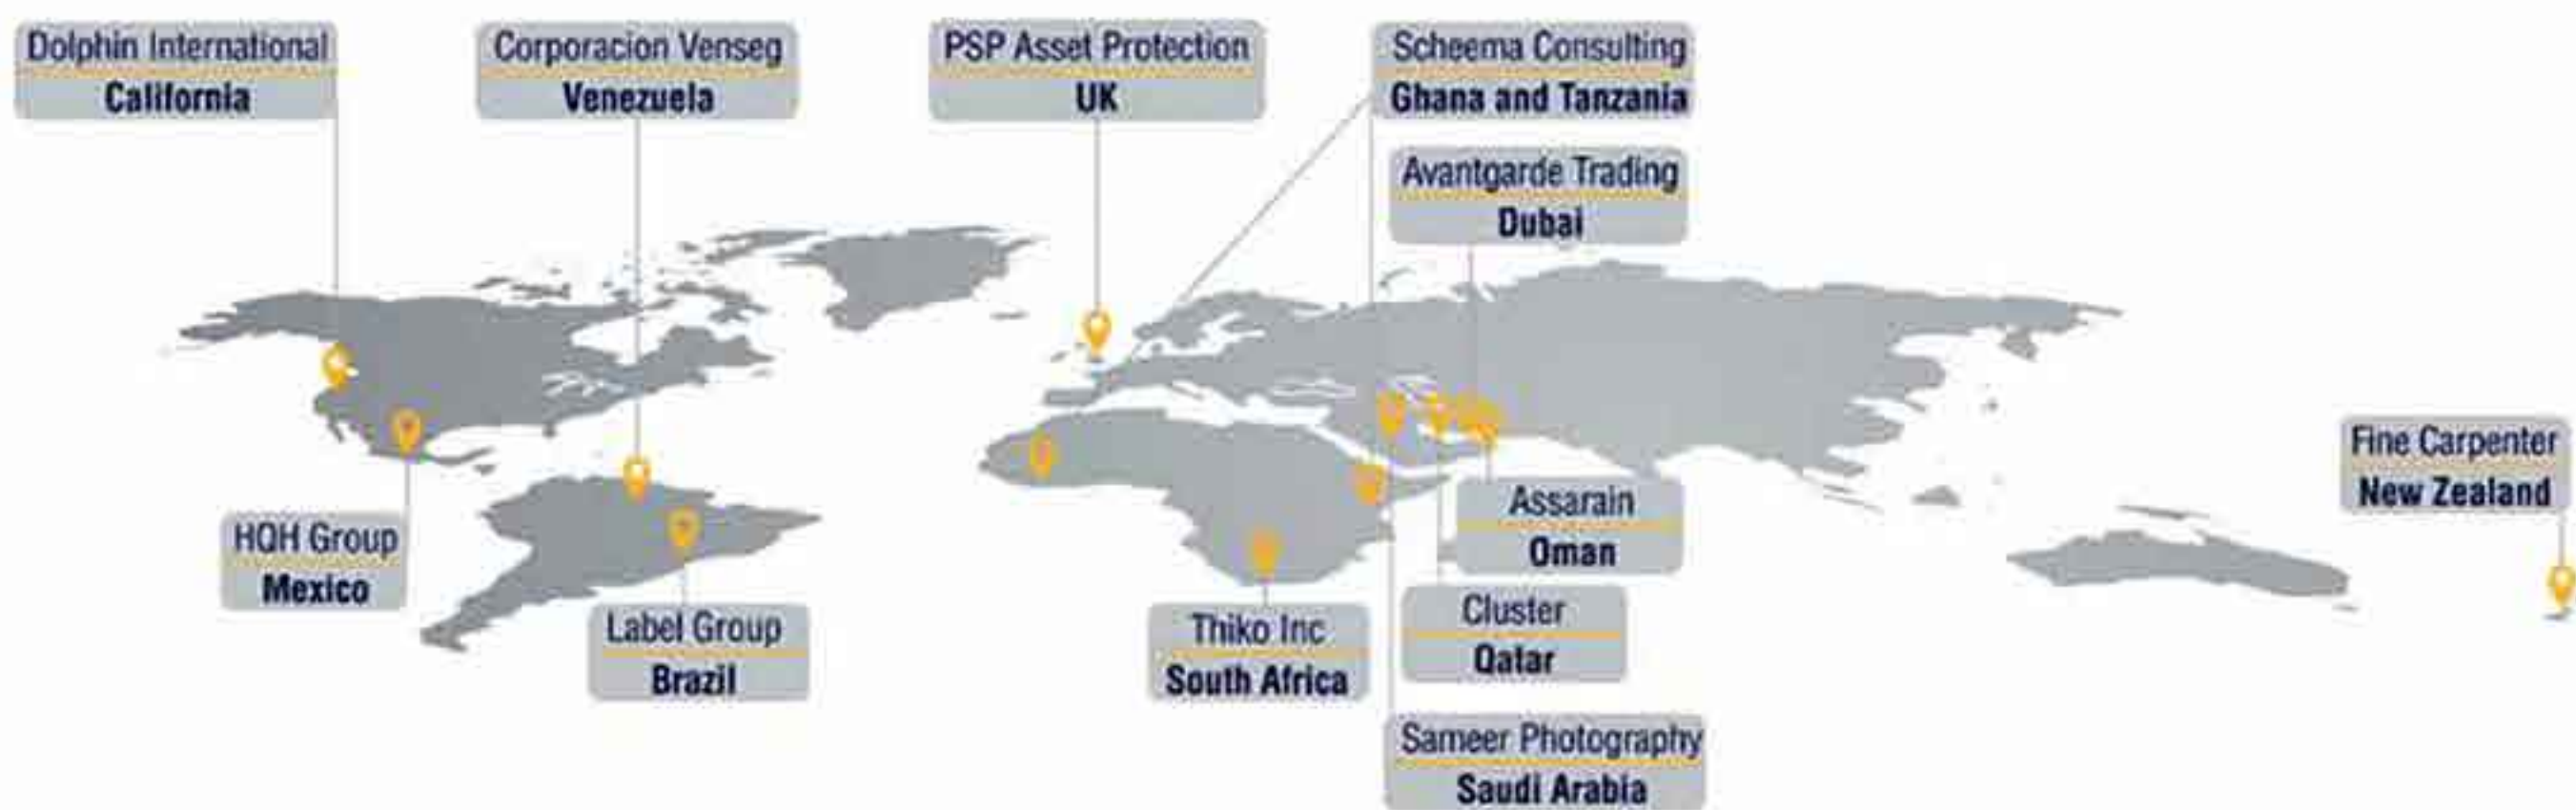 Dolphin International
California
Corporacion Venseg
Venezuela
PSP Asset Protection
UK
Scheema Consulting
Ghana and Tanzania
Avantgarde Trading
Dubai
HQH Group
Mexico
Label Group
Brazil
Thiko Inc
South Africa
Assarain
Oman
Cluster
Qatar
Sameer Photography
Saudi Arabia
Fine Carpenter
New Zealand